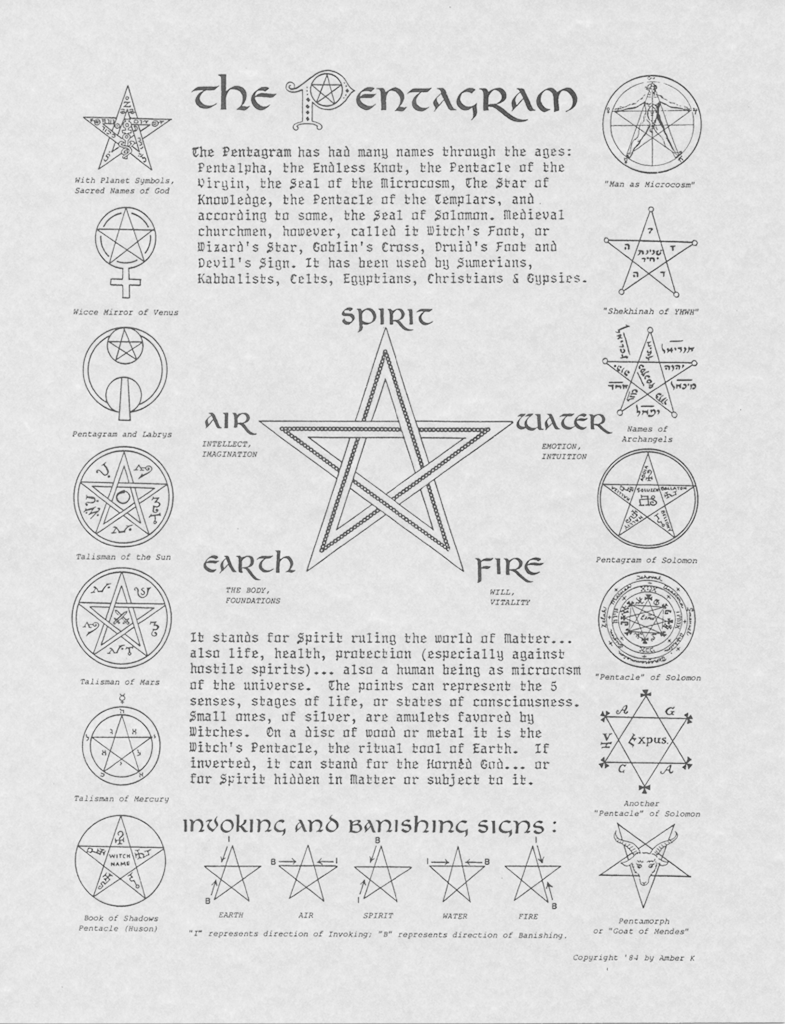 The Pentagram
The Pentagram has had many names through the ages:
Pentalpha, the Endless Knot, the Pentacle of the
Virgin, the Seal of the Microcosm, The Star of
Knowledge, the Pentacle of the Templars, and
according to some, the Seal of Solomon. Medieval
churchmen, however, called it Witch's Foot, or
Wizard's Star, Goblin's Cross, Druid's Foot and
Devil's Sign. It has been used by Sumerians,
Kabbalists, Celts, Egyptians, Christians & Gypsies.
With Planet Symbols,
Sacred Names of God
Wicce Mirror of Venus
Pentagram and Labrys
Talisman of the Sun
Talisman of Mars
Talisman of Mercury
WITCH
NAME
Book of Shadows
Pentacle (Huson)
SPIRIT
AIR
INTELLECT,
IMAGINATION
WATER
EMOTION,
INTUITION
EARTH
THE BODY,
FOUNDATIONS
FIRE
WILL,
VITALITY
It stands for Spirit ruling the world of Matter...
also life, health, protection (especially against
hostile spirits)... also a human being as microcosm
of the universe. The points can represent the 5
senses, stages of life, or states of consciousness.
Small ones, of silver, are amulets favored by
Witches. On a disc of wood or metal it is the
Witch's Pentacle, the ritual tool of Earth. If
inverted, it can stand for the Hornéd God... or
for Spirit hidden in Matter or subject to it.
Invoking and Banishing Signs:
I B B I B I I B I B
EARTH AIR SPIRIT WATER FIRE
"I" represents direction of Invoking; "B" represents direction of Banishing.
"Man as Microcosm"
"Shekhinah of YHWH"
Names of
Archangels
Pentagram of Solomon
"Pentacle" of Solomon
A G
ξxpus.
C A
Another
"Pentacle" of Solomon
Pentamorph
or "Goat of Mendes"
Copyright '84 by Amber K